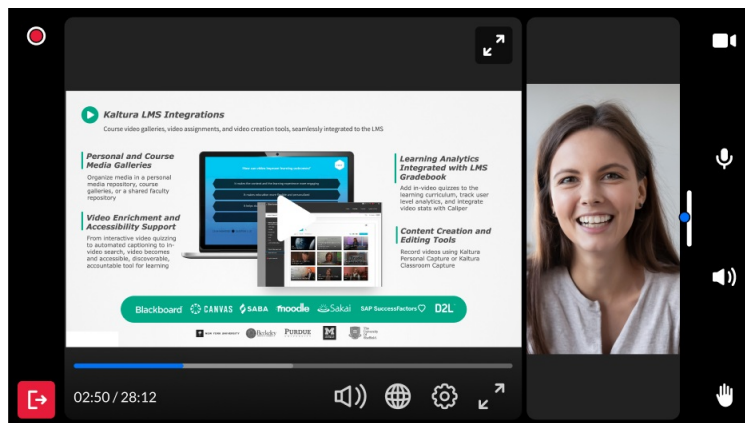 Kaltura LMS Integrations
Course video galleries, video assignments, and video creation tools, seamlessly integrated to the LMS
Personal and Course
Media Galleries
Organize media in a personal
media repository, course
galleries, or a shared faculty
repository
Video Enrichment and
Accessibility Support
From interactive video quizzing
to automated captioning to in-
video search, video becomes
and accessible, discoverable,
accountable tool for learning
Learning Analytics
Integrated with LMS
Gradebook
Add in-video quizzes to the
learning curriculum, track user
level analytics, and integrate
video stats with Caliper
Content Creation and
Editing Tools
Record videos using Kaltura
Personal Capture or Kaltura
Classroom Capture
Blackboard CANVAS SABA moodle Sakai SAP SuccessFactors D2L
NEW YORK UNIVERSITY Berkeley PURDUE M
02:50 / 28:12